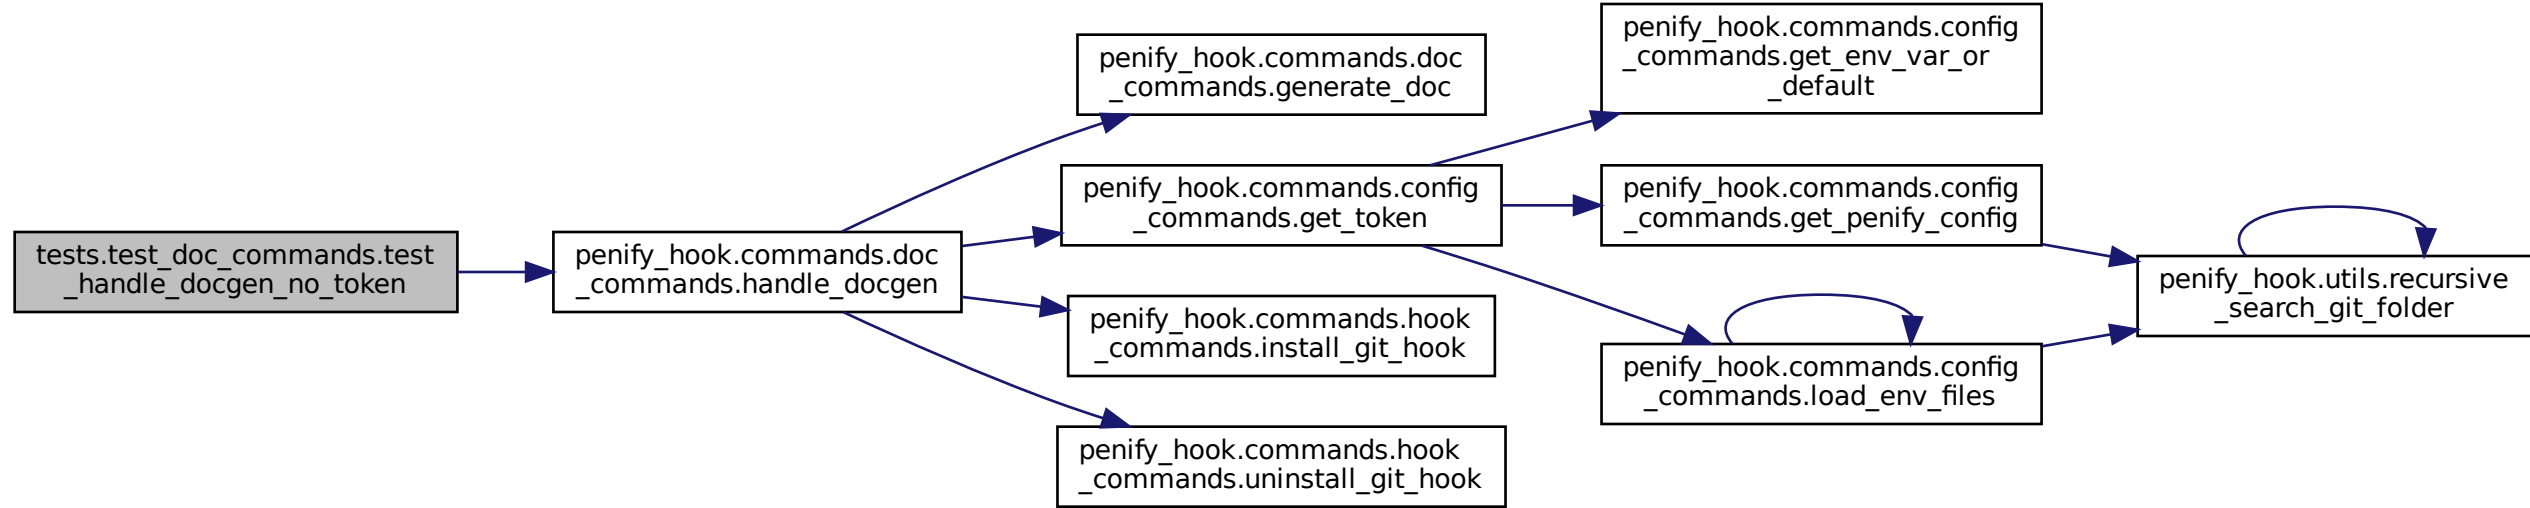 tests.test_doc_commands.test
_handle_docgen_no_token
penify_hook.commands.doc
_commands.handle_docgen
penify_hook.commands.doc
_commands.generate_doc
penify_hook.commands.config
_commands.get_token
penify_hook.commands.hook
_commands.install_git_hook
penify_hook.commands.hook
_commands.uninstall_git_hook
penify_hook.commands.config
_commands.get_env_var_or
_default
penify_hook.commands.config
_commands.get_penify_config
penify_hook.commands.config
_commands.load_env_files
penify_hook.utils.recursive
_search_git_folder